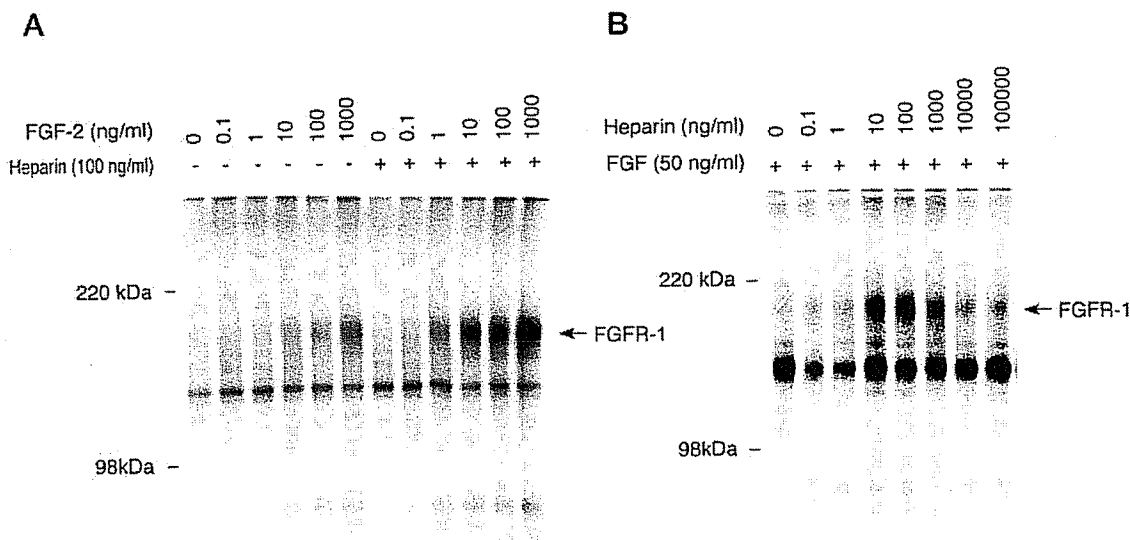 A
FGF-2 (ng/ml) 0 0.1 1 10 100 1000 0 0.1 1 10 100 1000
Heparin (100 ng/ml) - - - - - - + + + + + +
220 kDa –
← FGFR-1
98kDa –
B
Heparin (ng/ml) 0 0.1 1 10 100 1000 10000 100000
FGF (50 ng/ml) + + + + + + + +
220 kDa –
← FGFR-1
98kDa –